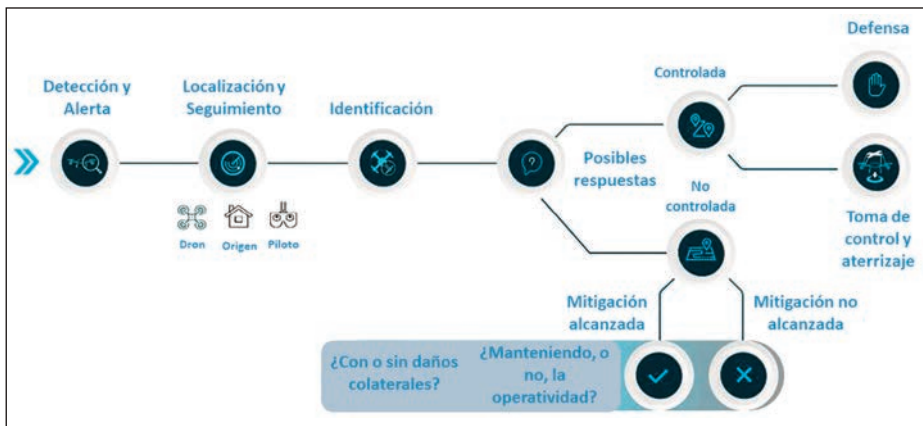 Detección y
Alerta
Localización y
Seguimiento
Dron
Origen
Piloto
Identificación
?
Posibles
respuestas
Controlada
Defensa
Toma de
control y
aterrizaje
No
controlada
Mitigación
alcanzada
Mitigación no
alcanzada
¿Con o sin daños
colaterales?
¿Manteniendo, o
no, la
operatividad?